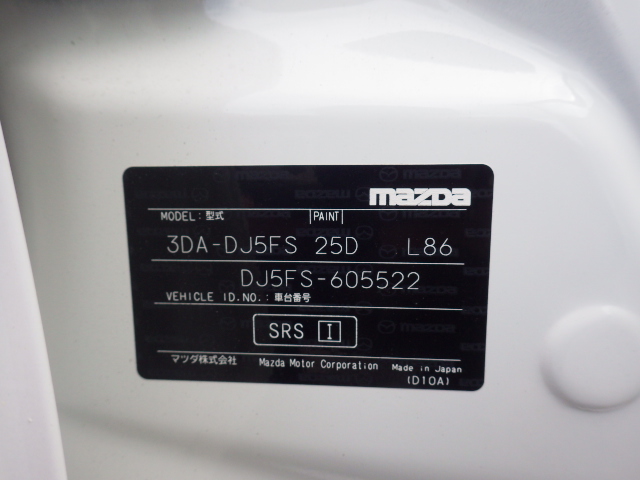 mazda
MODEL: 型式 PAINT
3DA-DJ5FS 25D L86
DJ5FS-605522
VEHICLE ID.NO.: 車台番号
SRS I
マツダ株式会社 Mazda Motor Corporation Made in Japan
(D10A)